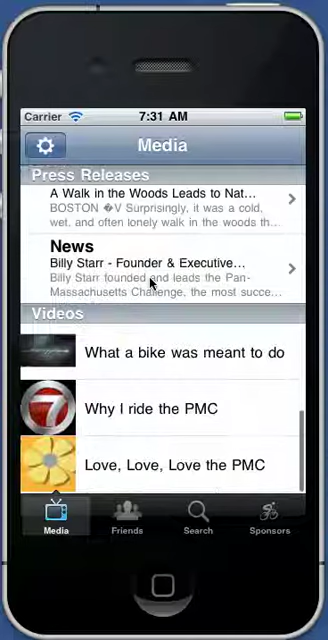 Carrier 7:31 AM
Media
Press Releases
A Walk in the Woods Leads to Nat...
BOSTON �V Surprisingly, it was a cold,
wet, and often lonely walk in the woods th...
News
Billy Starr - Founder & Executive...
Billy Starr founded and leads the Pan-
Massachusetts Challenge, the most succe...
Videos
What a bike was meant to do
7
Why I ride the PMC
Love, Love, Love the PMC
Media Friends Search Sponsors